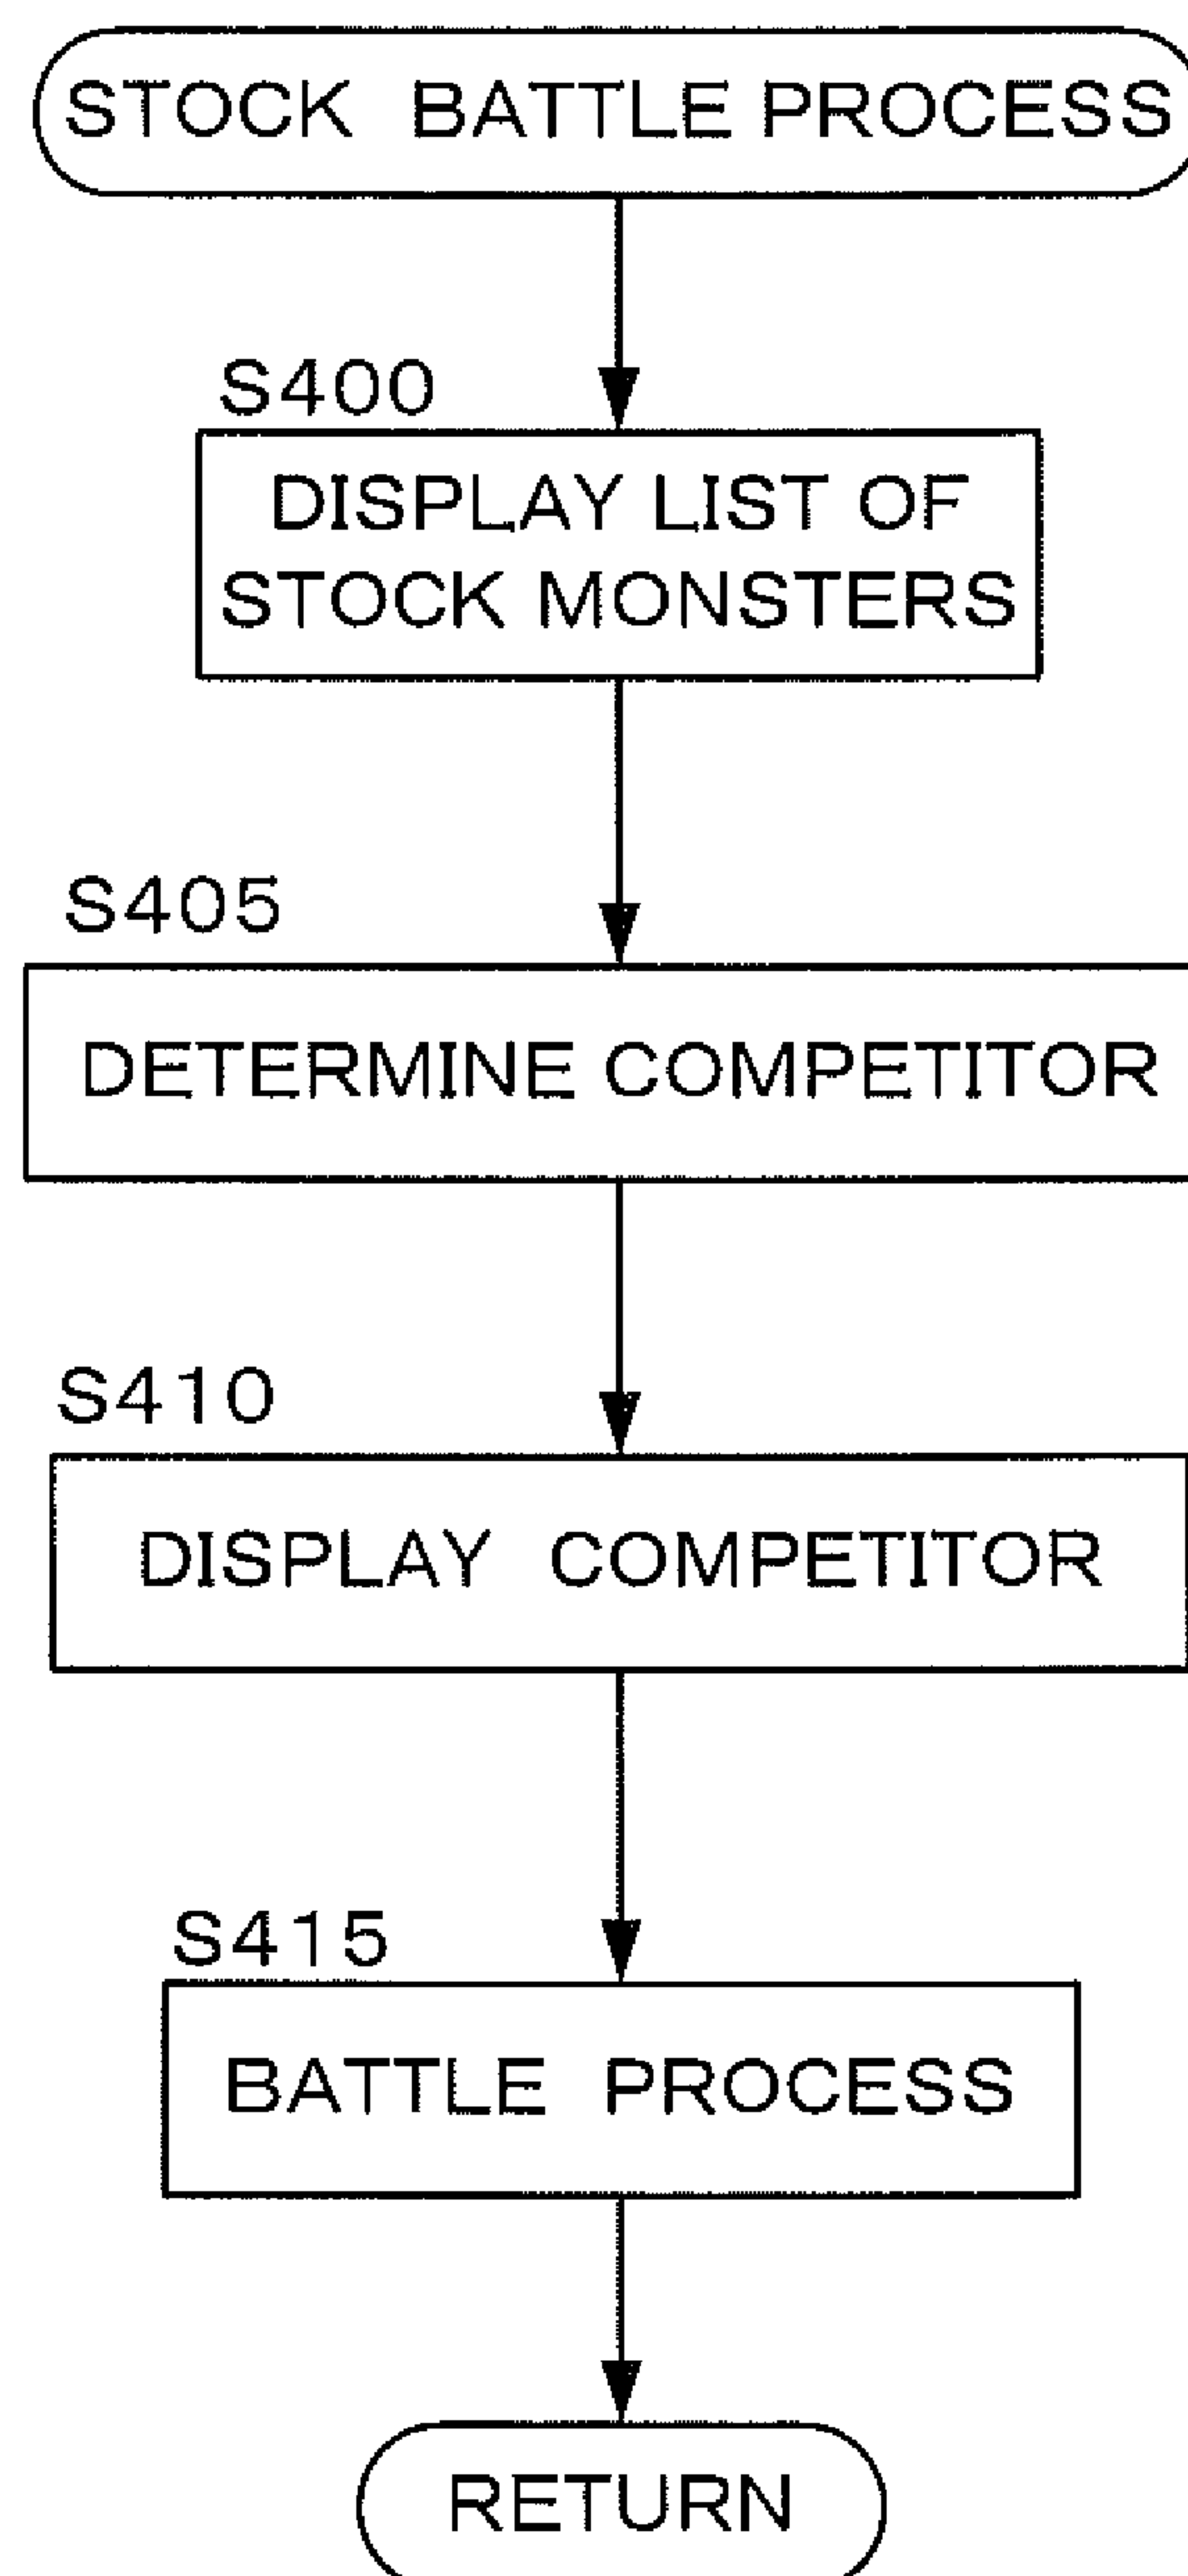 STOCK BATTLE PROCESS
S400
DISPLAY LIST OF
STOCK MONSTERS
S405
DETERMINE COMPETITOR
S410
DISPLAY COMPETITOR
S415
BATTLE PROCESS
RETURN